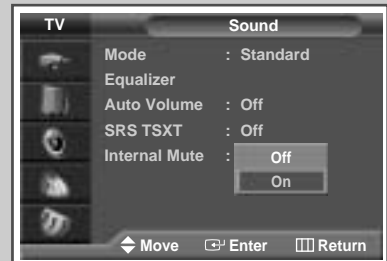 TV Sound
Mode : Standard
Equalizer
Auto Volume : Off
SRS TSXT : Off
Internal Mute : Off
On
Move Enter Return